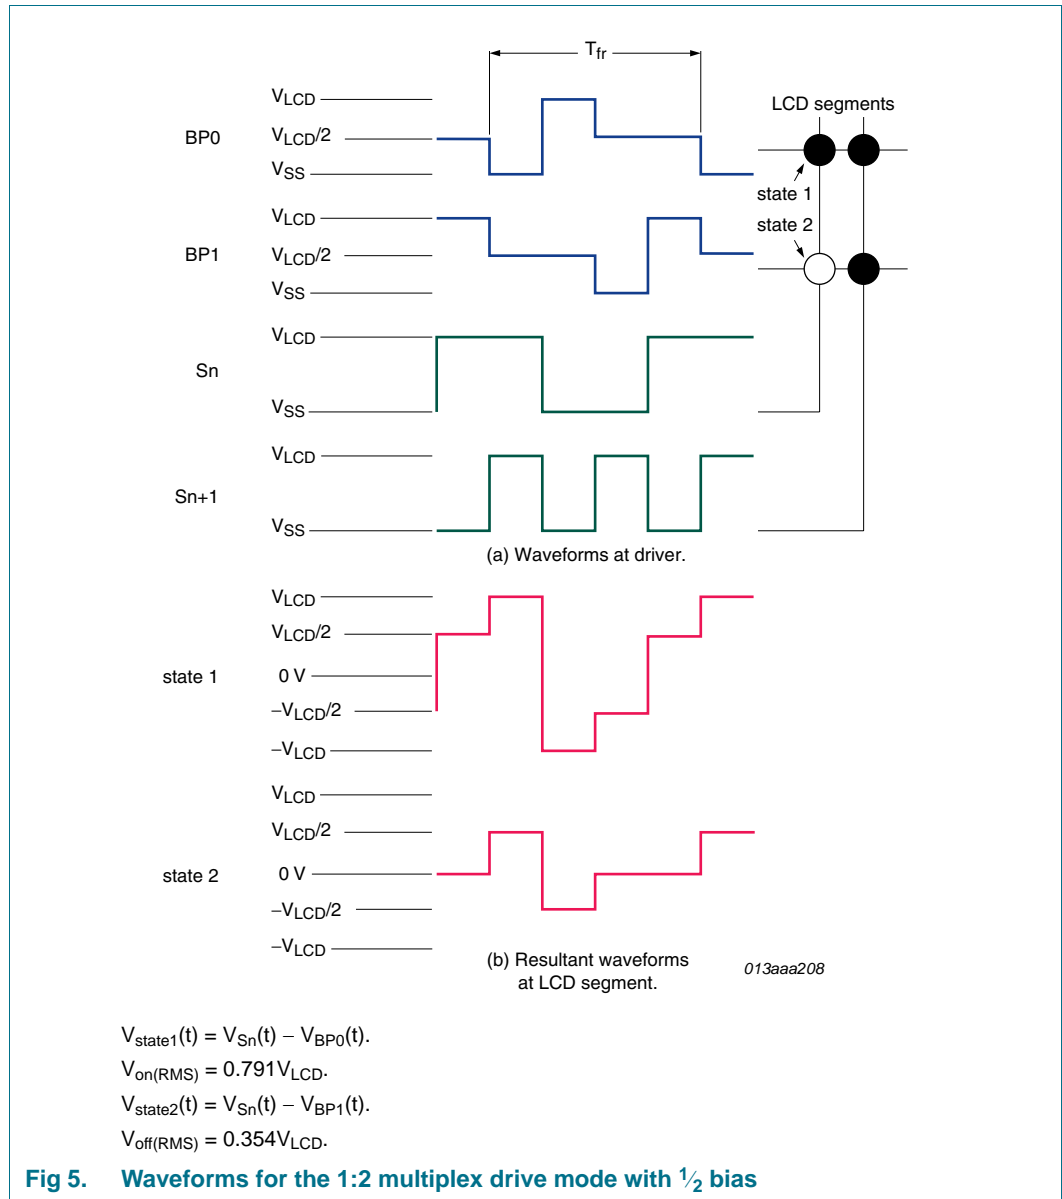 Tfr
VLCD
LCD segments
BP0
VLCD/2
VSS
state 1
VLCD
state 2
BP1
VLCD/2
VSS
VLCD
Sn
VSS
VLCD
Sn+1
VSS
(a) Waveforms at driver.
VLCD
VLCD/2
state 1
0 V
−VLCD/2
−VLCD
VLCD
VLCD/2
state 2
0 V
−VLCD/2
−VLCD
(b) Resultant waveforms
at LCD segment.
013aaa208
Vstate1(t) = VSn(t) − VBP0(t).
Von(RMS) = 0.791VLCD.
Vstate2(t) = VSn(t) − VBP1(t).
Voff(RMS) = 0.354VLCD.
Fig 5. Waveforms for the 1:2 multiplex drive mode with 1⁄2 bias